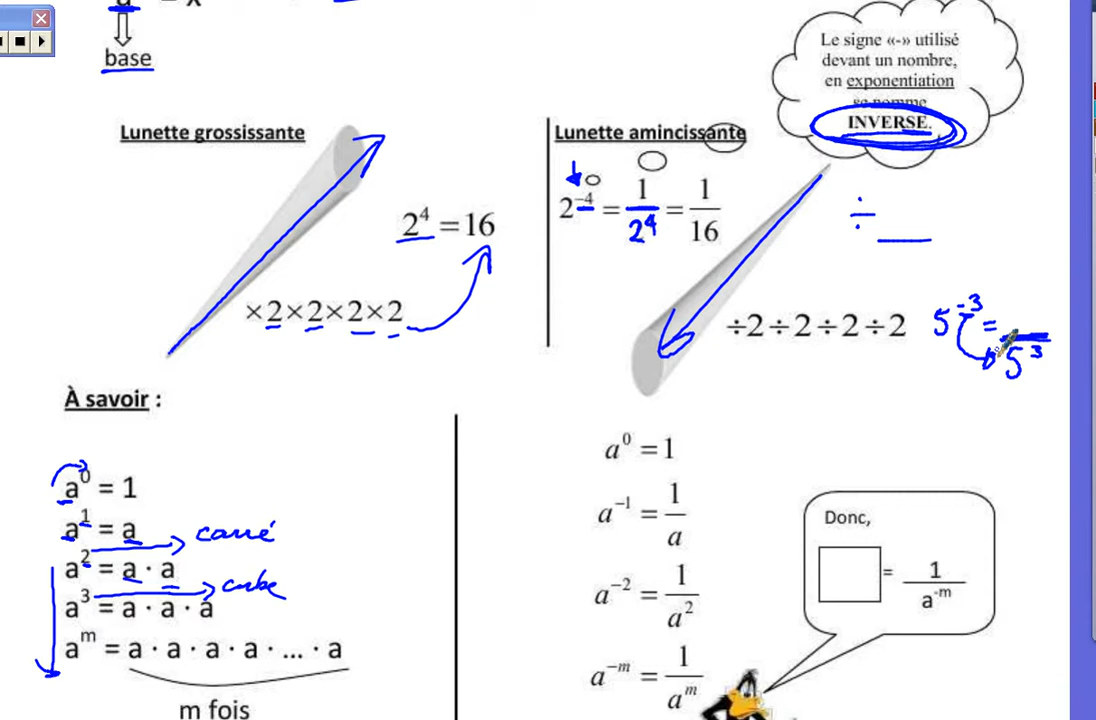 base
Le signe «-» utilisé
devant un nombre,
en exponentiation
se nomme
INVERSE.
Lunette grossissante
2⁴ = 16
×2×2×2×2
Lunette amincissante
2⁻⁴ = 1/2⁴ = 1/16
÷
÷2÷2÷2÷2
5⁻³ = /5³
À savoir :
a⁰ = 1
a¹ = a
carré
a² = a · a
cube
a³ = a · a · a
aᵐ = a · a · a · a · ... · a
m fois
a⁰ = 1
a⁻¹ = 1/a
a⁻² = 1/a²
a⁻ᵐ = 1/aᵐ
Donc,
= 1/a⁻ᵐ